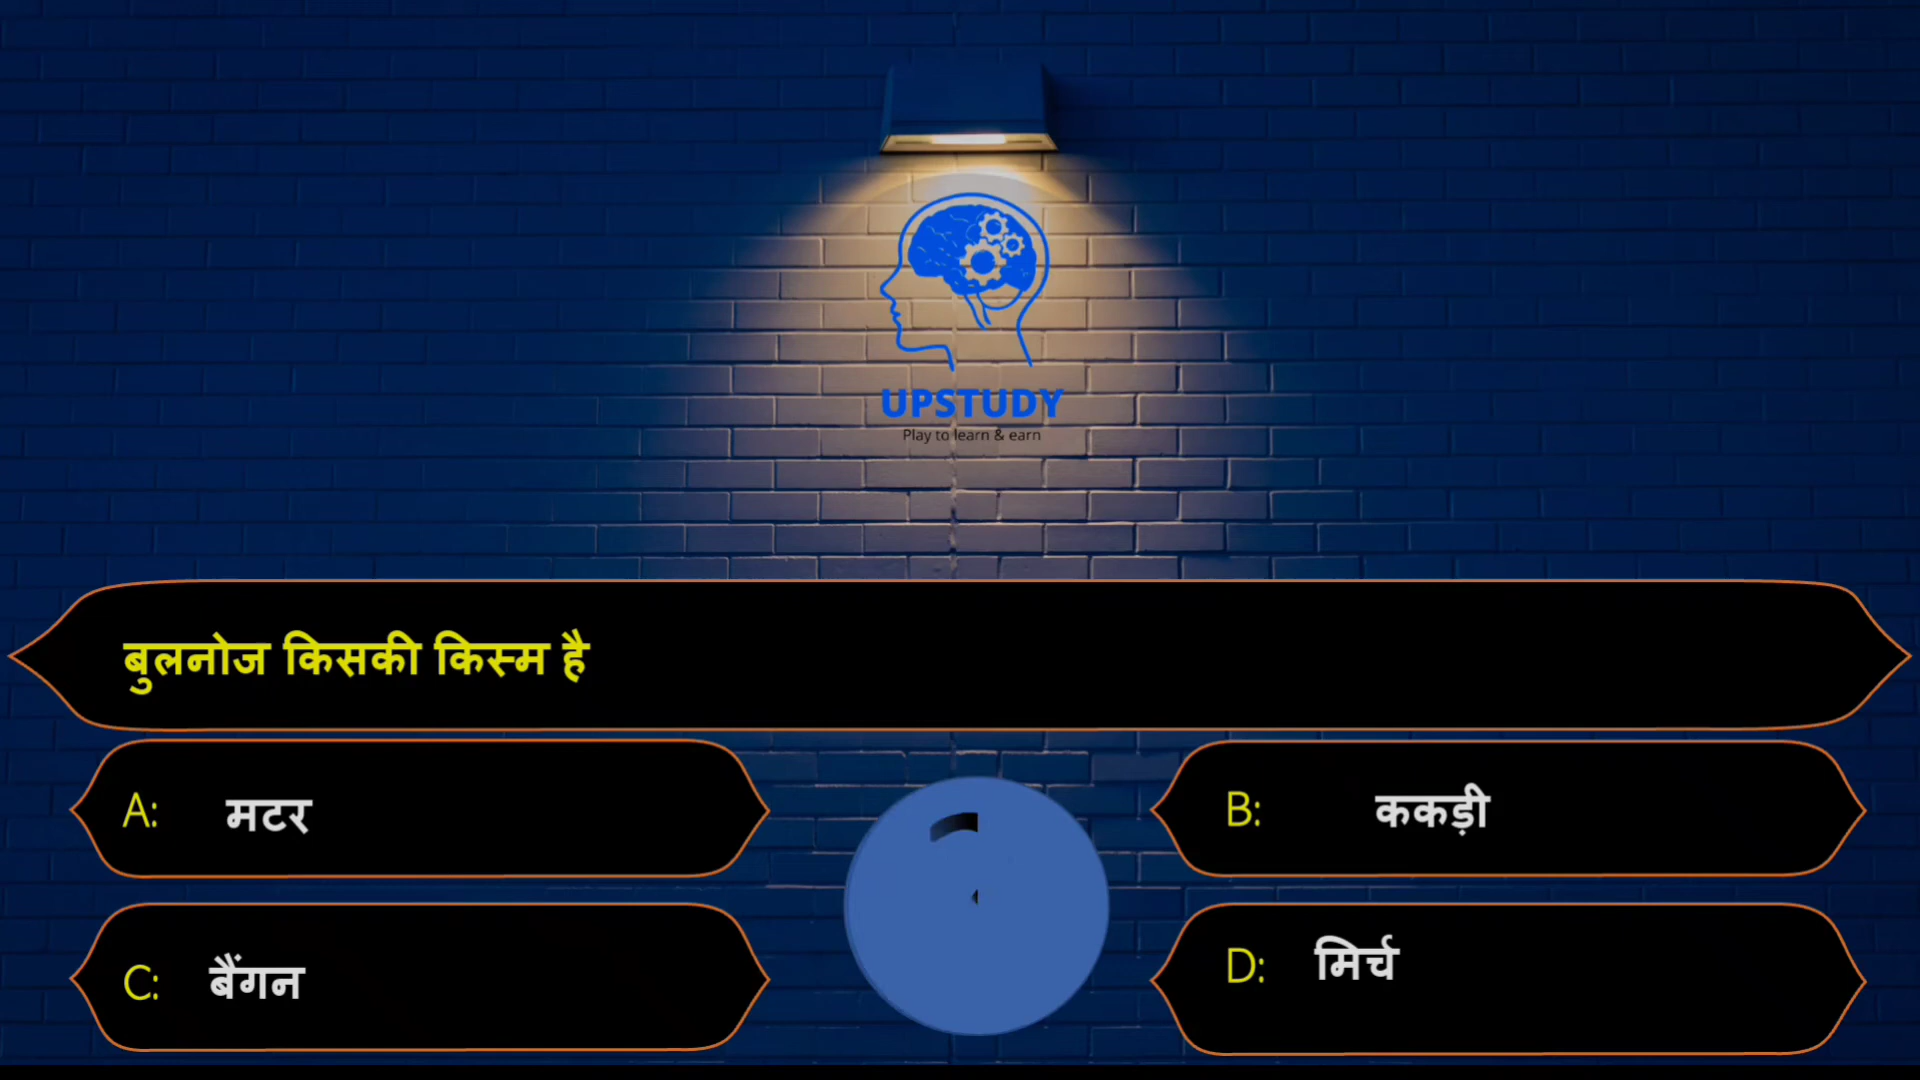 UPSTUDY
Play to learn & earn
बुलनोज किसकी किस्म है
A: मटर
B: ककड़ी
C: बैंगन
D: मिर्च